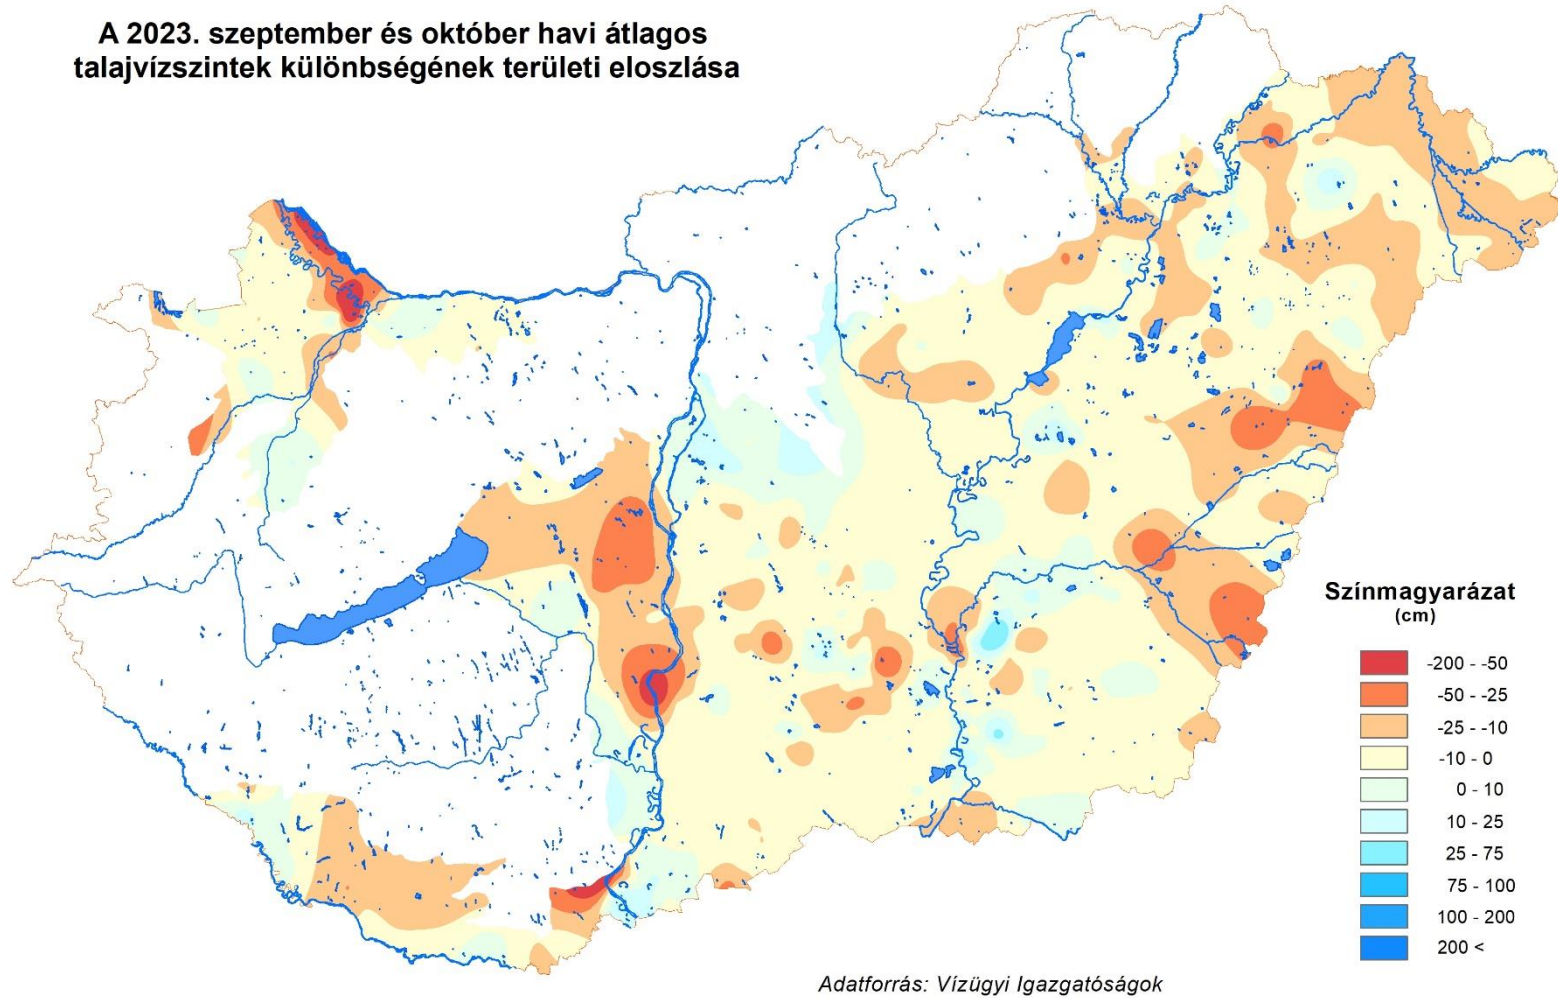 A 2023. szeptember és október havi átlagos
talajvízszintek különbségének területi eloszlása
Színmagyarázat
(cm)
-200 - -50
-50 - -25
-25 - -10
-10 - 0
0 - 10
10 - 25
25 - 75
75 - 100
100 - 200
200 <
Adatforrás: Vízügyi Igazgatóságok